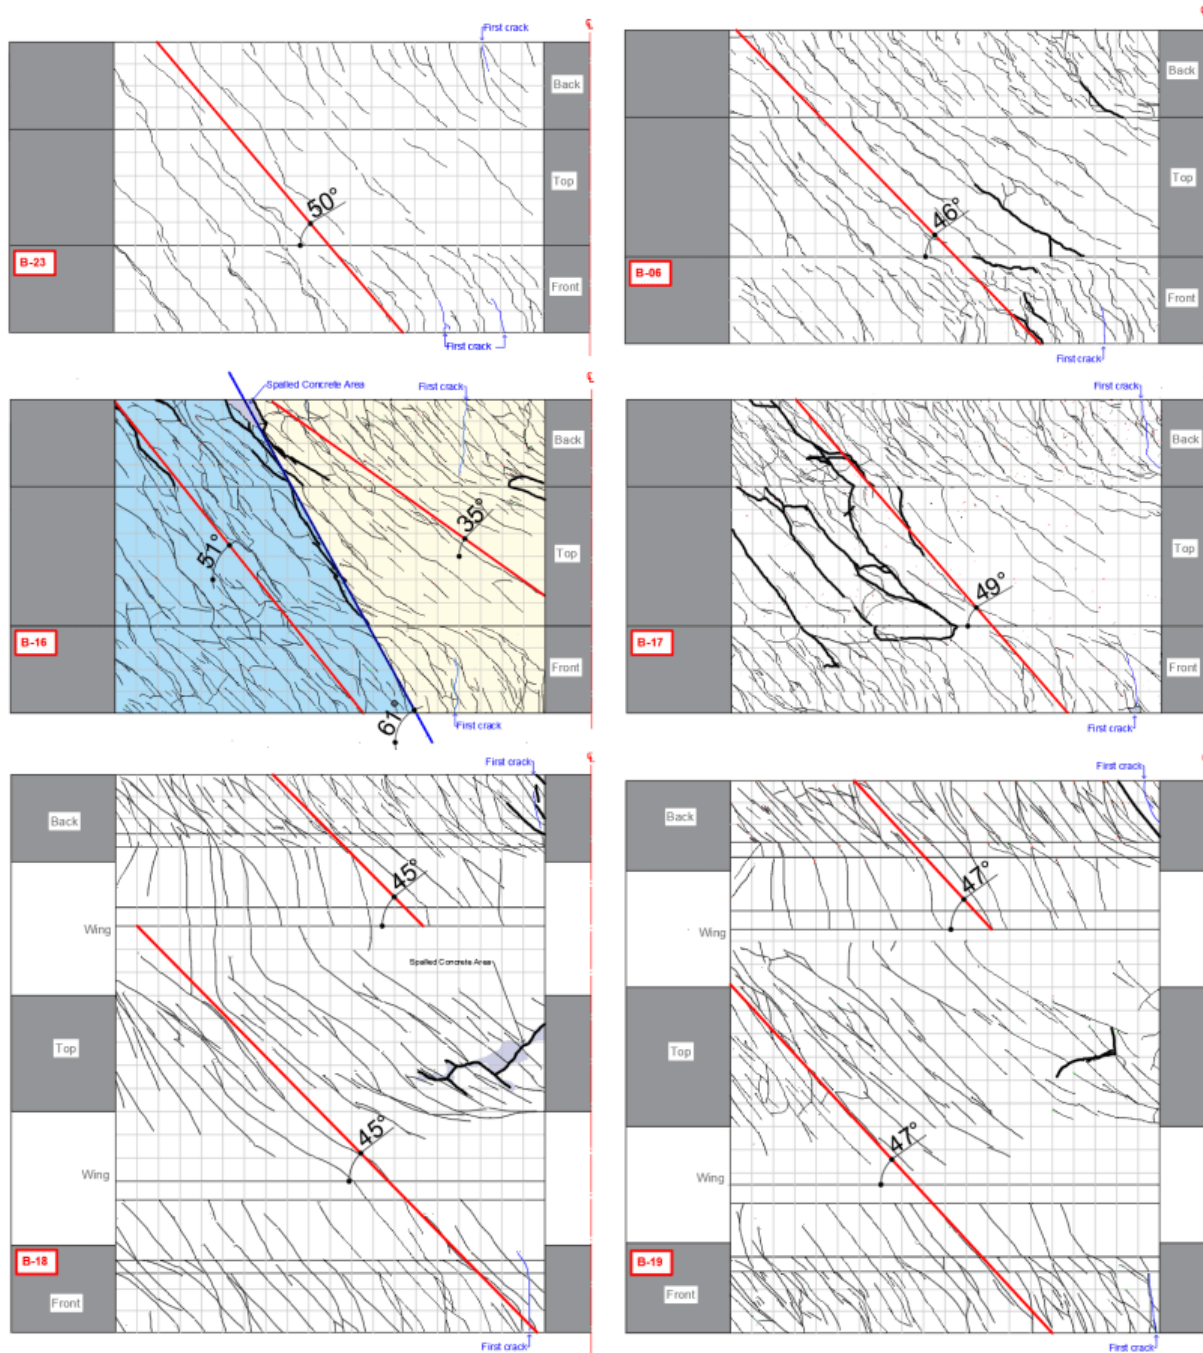 First crack
Back
50°
Top
B-23
Front
First crack
Back
46°
Top
B-06
Front
First crack
Spalled Concrete Area
First crack
Back
35°
51°
Top
B-16
Front
61°
First crack
First crack
Back
Top
49°
B-17
Front
First crack
First crack
Back
45°
Wing
Spalled Concrete Area
Top
45°
Wing
B-18
Front
First crack
First crack
Back
47°
Wing
Top
47°
Wing
B-19
Front
First crack